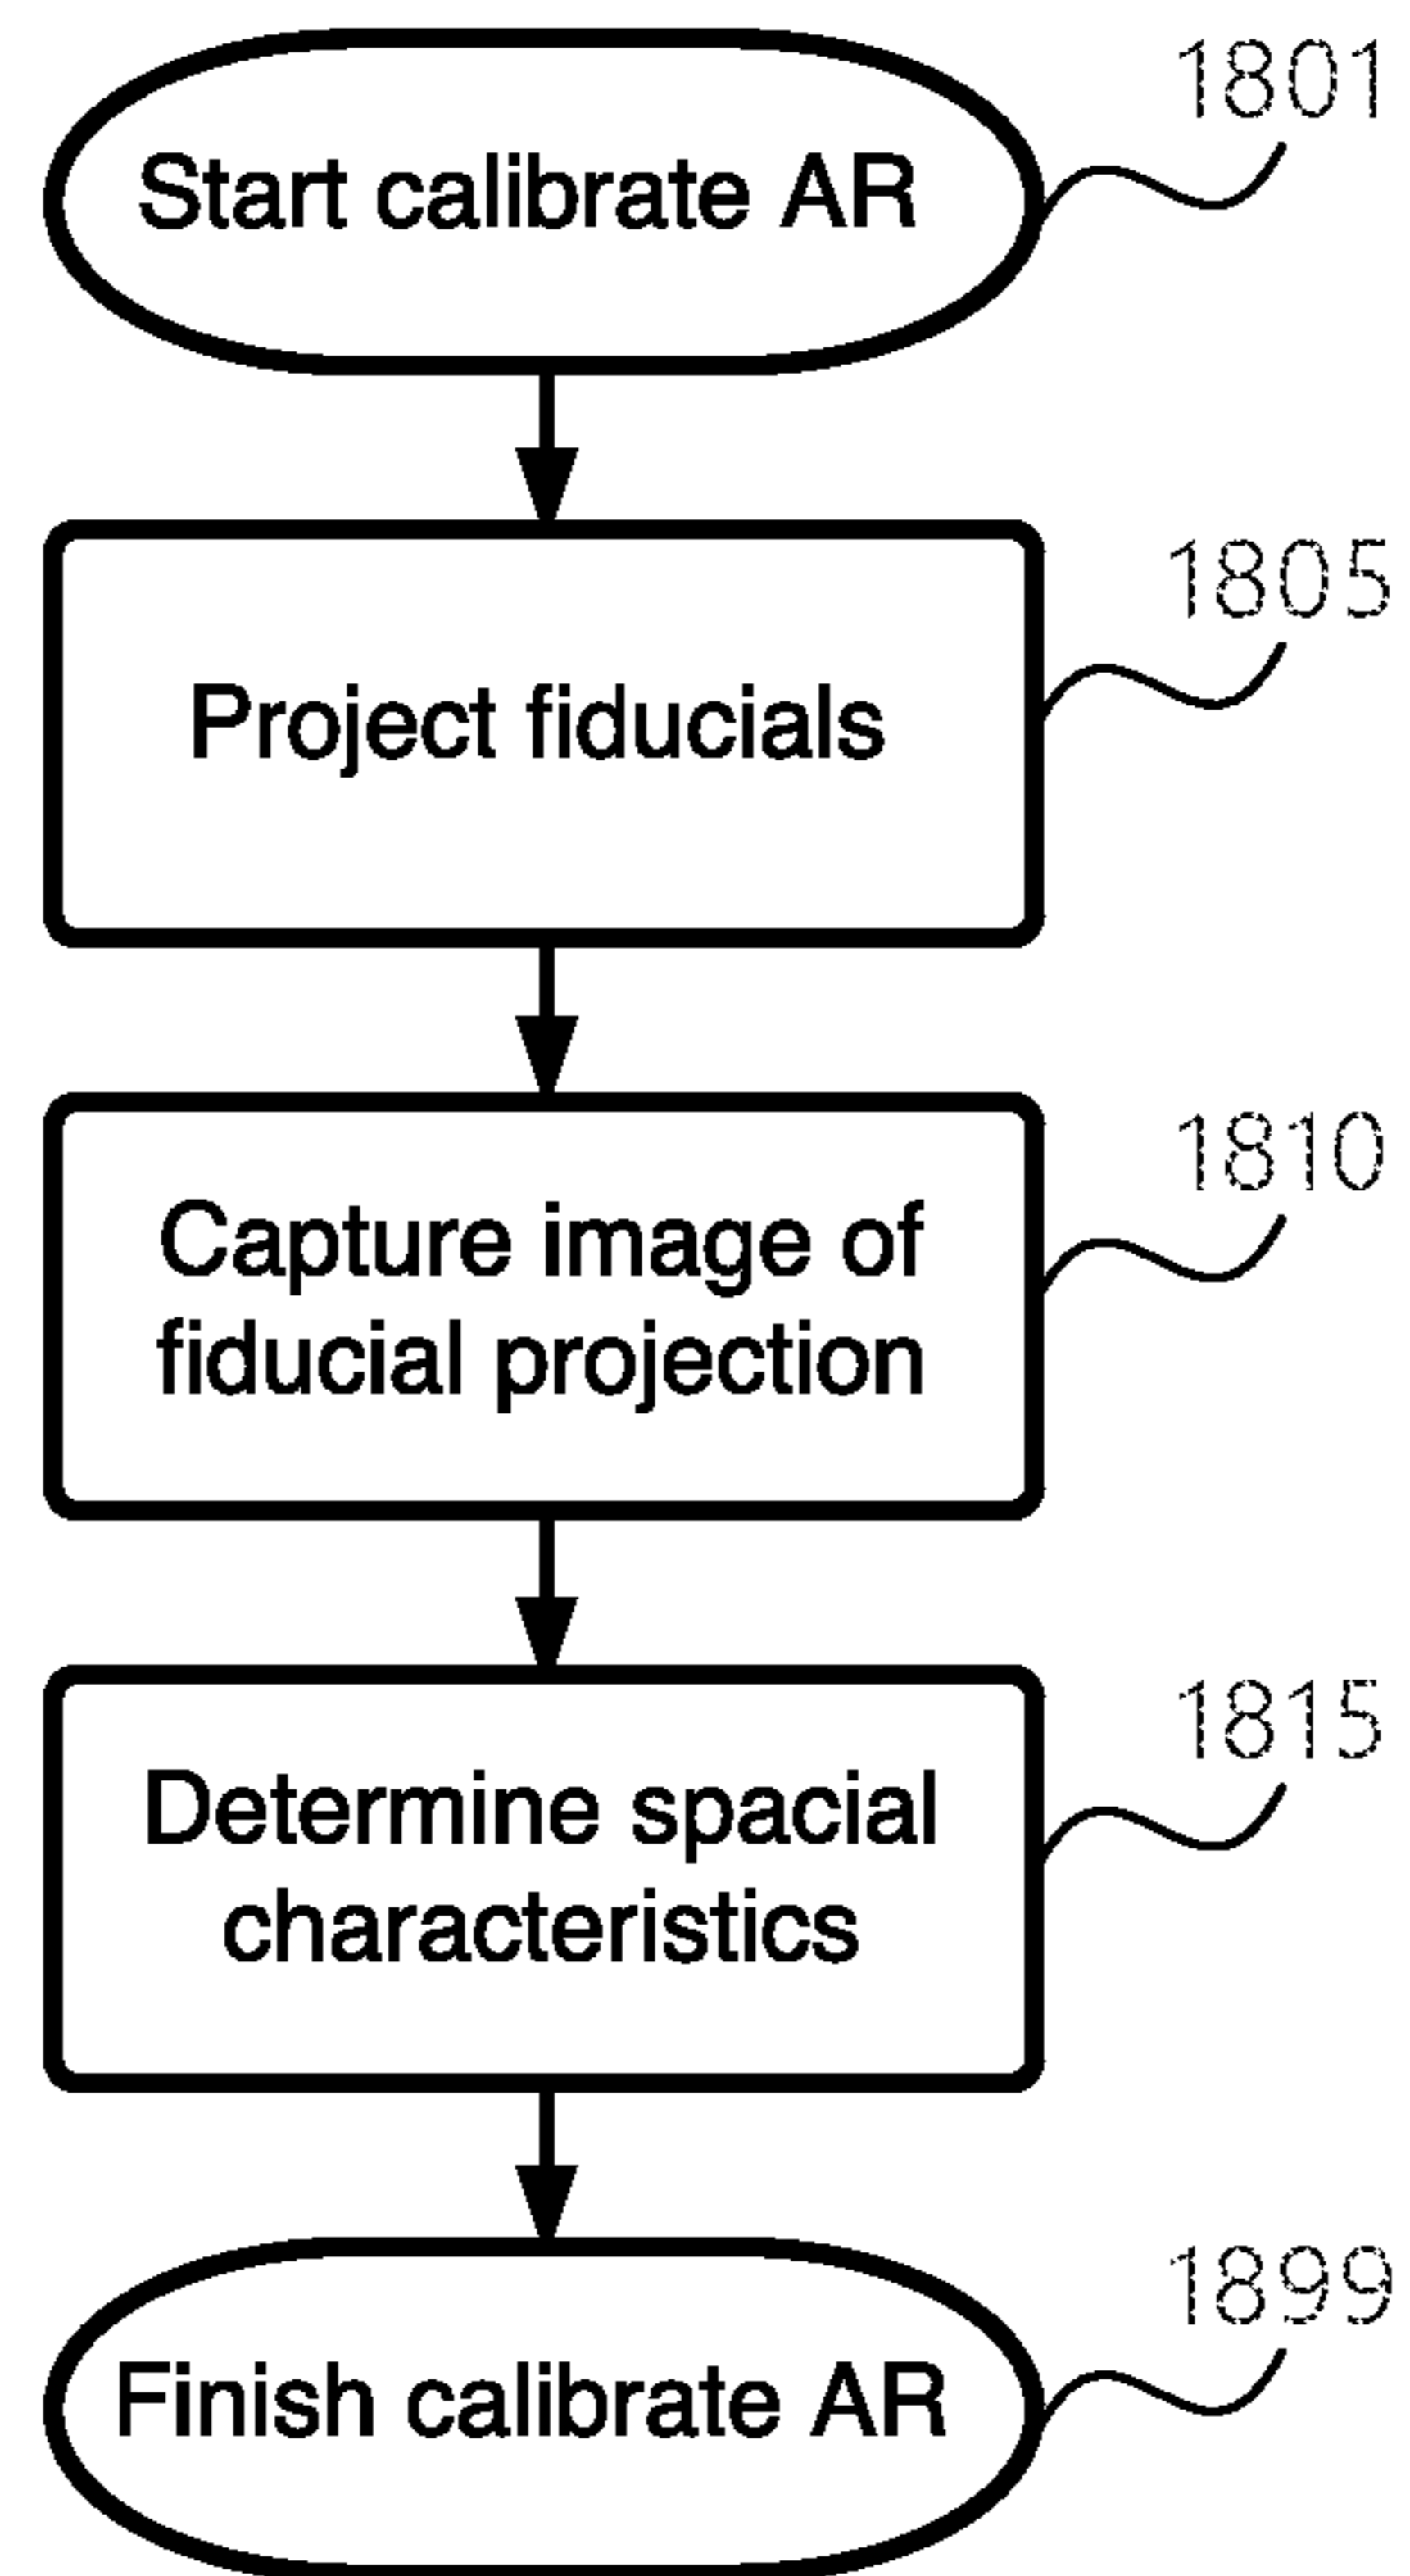 Start calibrate AR
1801
Project fiducials
1805
Capture image of
fiducial projection
1810
Determine spacial
characteristics
1815
Finish calibrate AR
1899